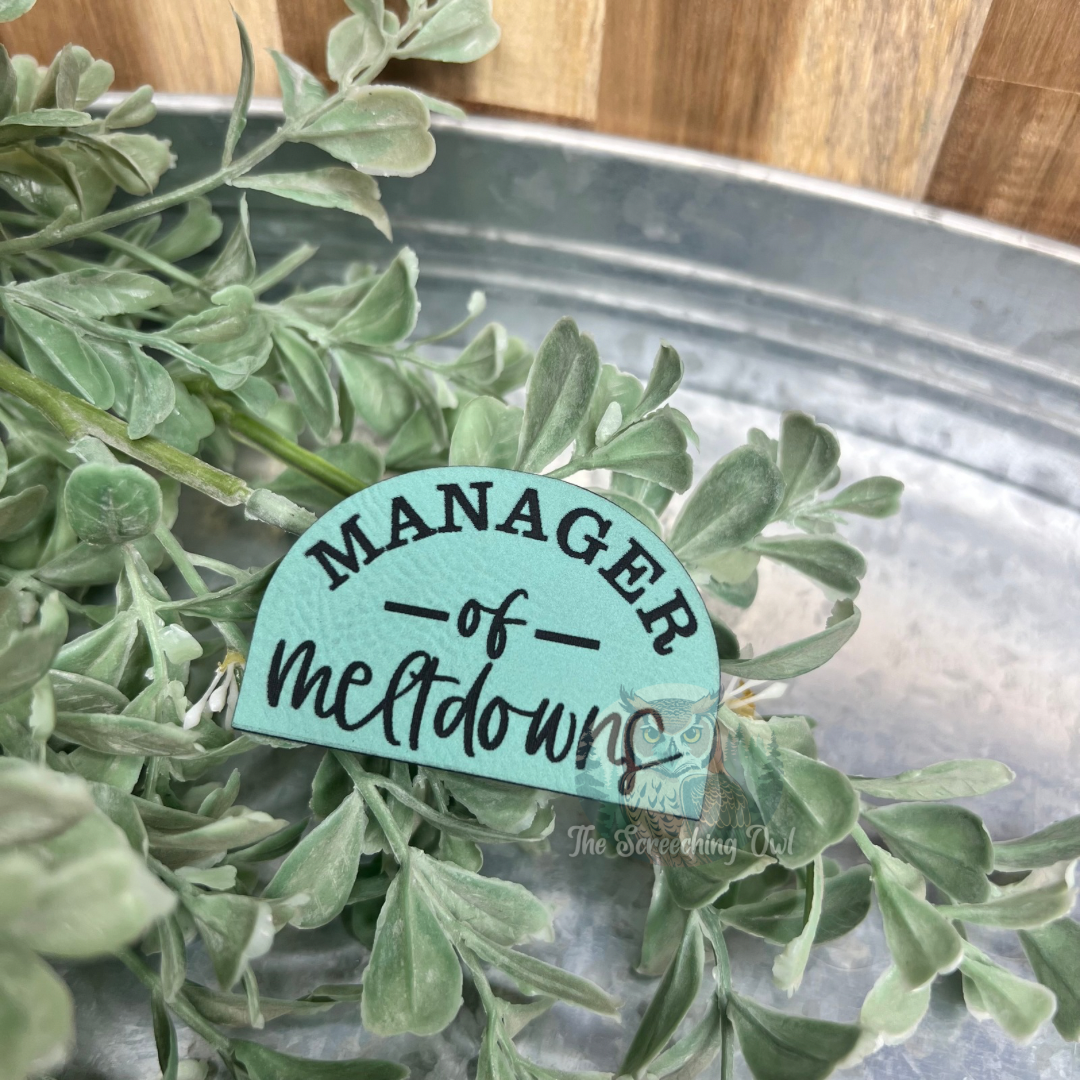 MANAGER
of
meltdowns
The Screeching Owl